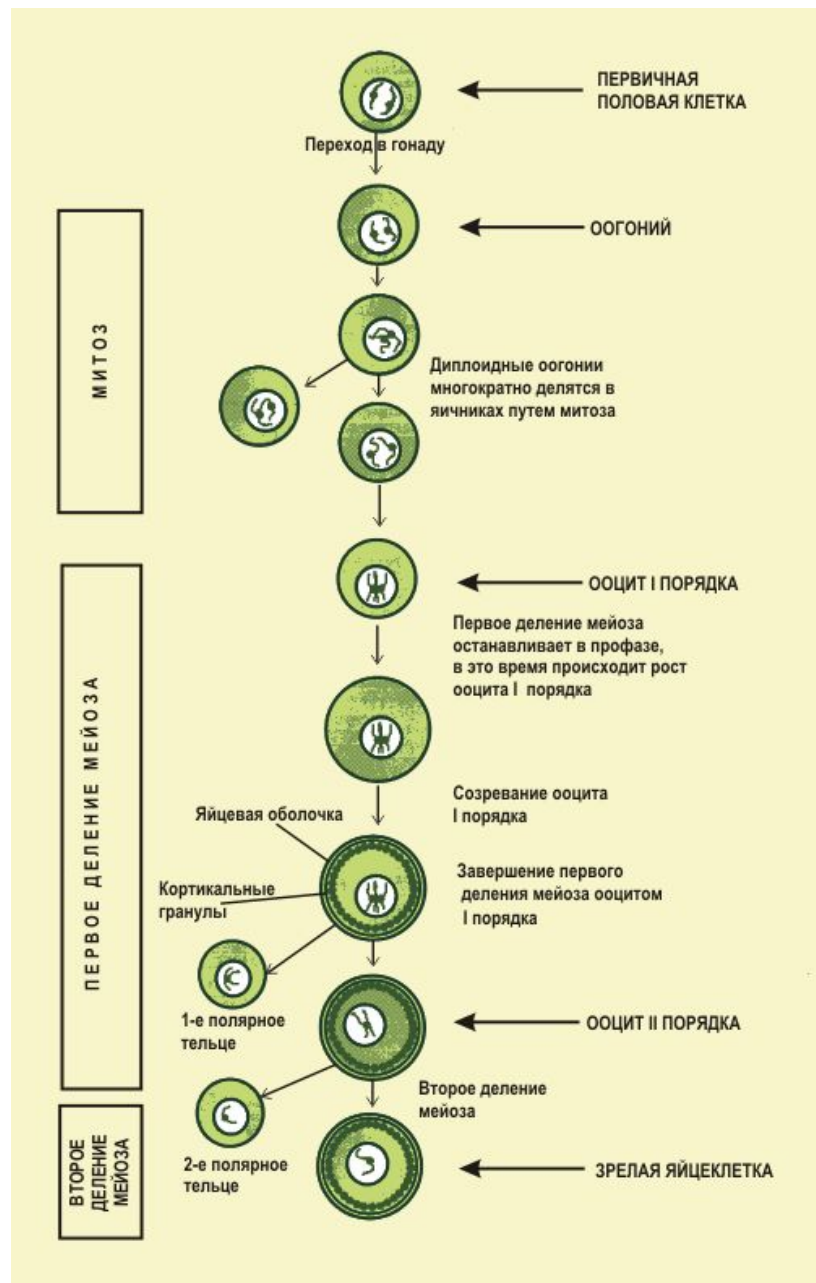 ПЕРВИЧНАЯ
ПОЛОВАЯ КЛЕТКА
Переход в гонаду
ООГОНИЙ
МИТОЗ
Диплоидные оогонии
многократно делятся в
яичниках путем митоза
ООЦИТ I ПОРЯДКА
Первое деление мейоза
останавливает в профазе,
в это время происходит рост
ооцита I порядка
ПЕРВОЕ ДЕЛЕНИЕ МЕЙОЗА
Созревание ооцита
I порядка
Яйцевая оболочка
Завершение первого
деления мейоза ооцитом
I порядка
Кортикальные
гранулы
1-е полярное
тельце
ООЦИТ II ПОРЯДКА
Второе деление
мейоза
2-е полярное
тельце
ВТОРОЕ
ДЕЛЕНИЕ
МЕЙОЗА
ЗРЕЛАЯ ЯЙЦЕКЛЕТКА